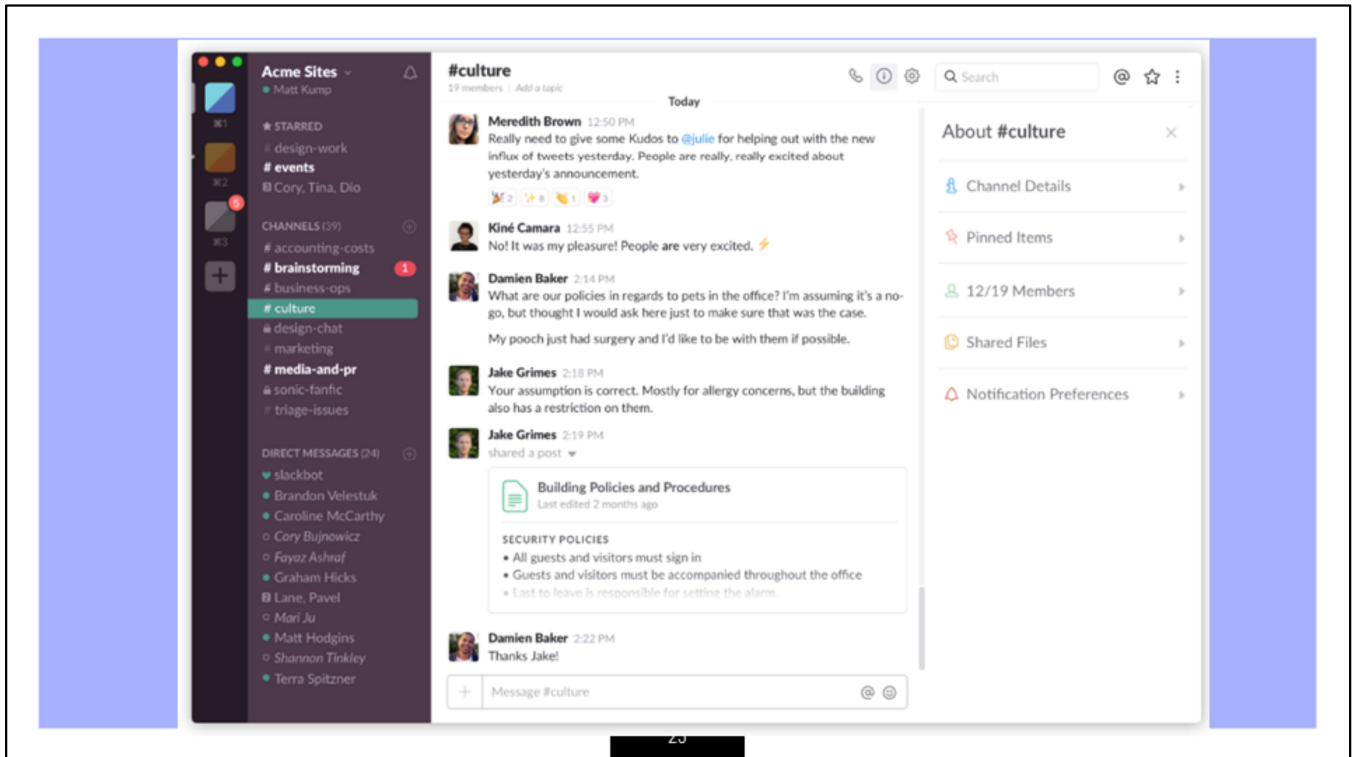 ⌘1
⌘2
5
⌘3
Acme Sites
Matt Kump
STARRED
# design-work
# events
2 Cory, Tina, Dio
CHANNELS (39)
# accounting-costs
# brainstorming 1
# business-ops
# culture
design-chat
# marketing
# media-and-pr
sonic-fanfic
# triage-issues
DIRECT MESSAGES (24)
slackbot
Brandon Velestuk
Caroline McCarthy
Cory Bujnowicz
Fayaz Ashraf
Graham Hicks
2 Lane, Pavel
Mari Ju
Matt Hodgins
Shannon Tinkley
Terra Spitzner
#culture
19 members | Add a topic
Search
Today
Meredith Brown 12:50 PM
Really need to give some Kudos to @julie for helping out with the new
influx of tweets yesterday. People are really, really excited about
yesterday's announcement.
2 8 1 3
Kiné Camara 12:55 PM
No! It was my pleasure! People are very excited.
Damien Baker 2:14 PM
What are our policies in regards to pets in the office? I'm assuming it's a no-
go, but thought I would ask here just to make sure that was the case.
My pooch just had surgery and I'd like to be with them if possible.
Jake Grimes 2:18 PM
Your assumption is correct. Mostly for allergy concerns, but the building
also has a restriction on them.
Jake Grimes 2:19 PM
shared a post
Building Policies and Procedures
Last edited 2 months ago
SECURITY POLICIES
• All guests and visitors must sign in
• Guests and visitors must be accompanied throughout the office
• Last to leave is responsible for setting the alarm.
Damien Baker 2:22 PM
Thanks Jake!
Message #culture
About #culture
Channel Details
Pinned Items
12/19 Members
Shared Files
Notification Preferences